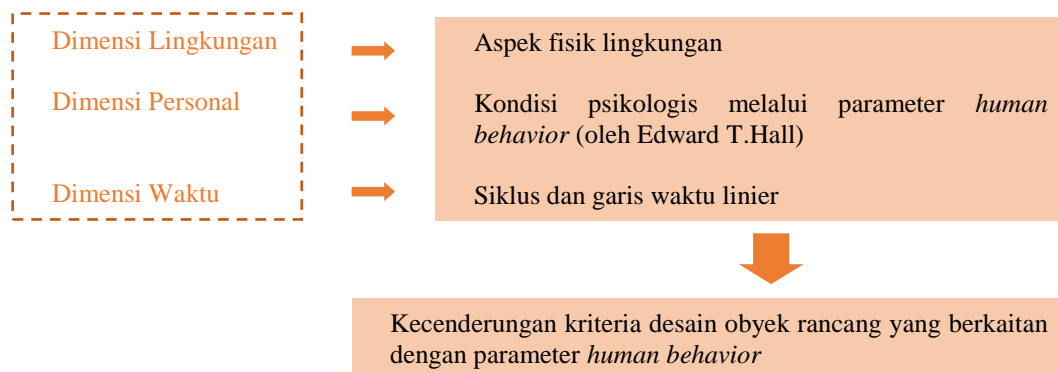 Dimensi Lingkungan
Aspek fisik lingkungan
Dimensi Personal
Kondisi psikologis melalui parameter human
behavior (oleh Edward T.Hall)
Dimensi Waktu
Siklus dan garis waktu linier
Kecenderungan kriteria desain obyek rancang yang berkaitan
dengan parameter human behavior